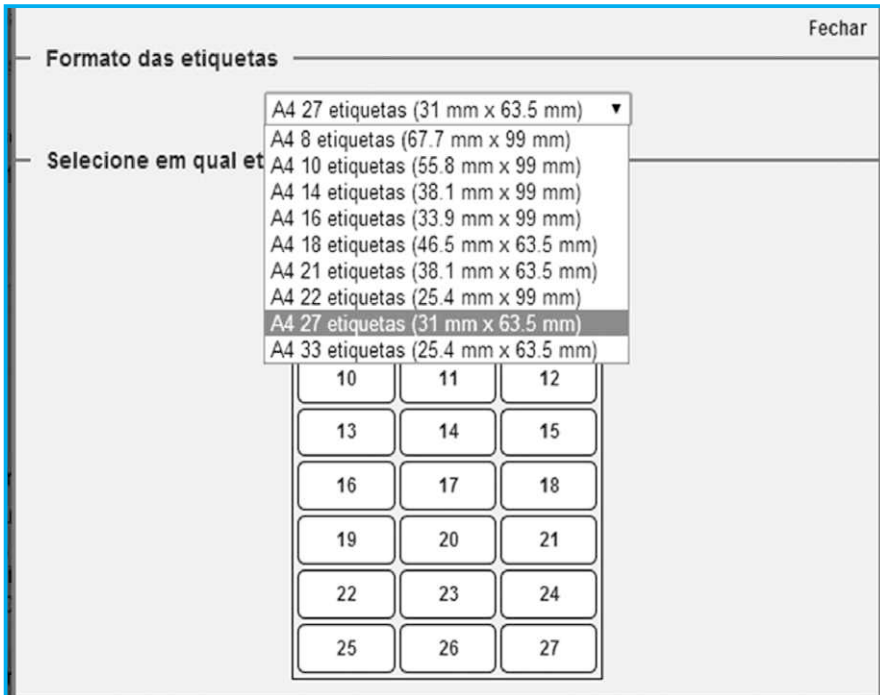 Fechar
Formato das etiquetas
A4 27 etiquetas (31 mm x 63.5 mm)
A4 8 etiquetas (67.7 mm x 99 mm)
Selecione em qual et
A4 10 etiquetas (55.8 mm x 99 mm)
A4 14 etiquetas (38.1 mm x 99 mm)
A4 16 etiquetas (33.9 mm x 99 mm)
A4 18 etiquetas (46.5 mm x 63.5 mm)
A4 21 etiquetas (38.1 mm x 63.5 mm)
A4 22 etiquetas (25.4 mm x 99 mm)
A4 27 etiquetas (31 mm x 63.5 mm)
A4 33 etiquetas (25.4 mm x 63.5 mm)
10 11 12
13 14 15
16 17 18
19 20 21
22 23 24
25 26 27